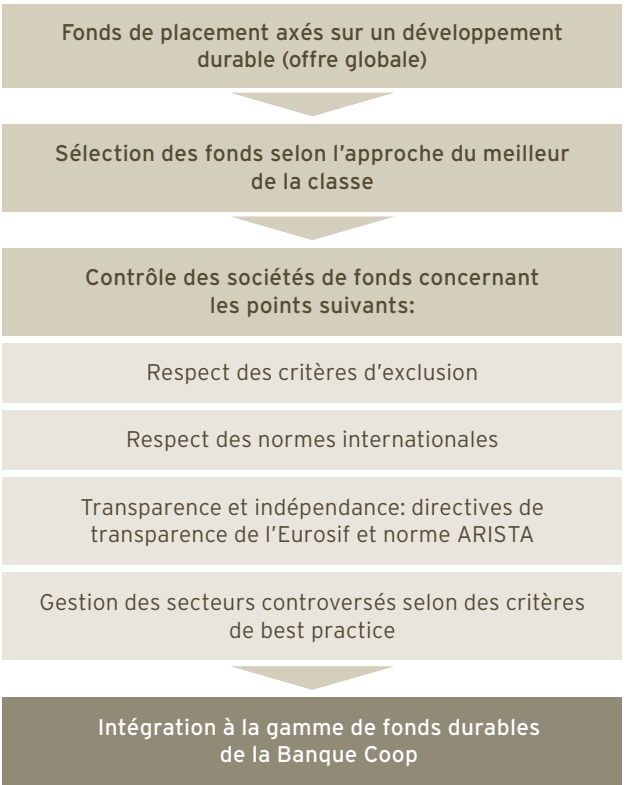 Fonds de placement axés sur un développement
durable (offre globale)
Sélection des fonds selon l'approche du meilleur
de la classe
Contrôle des sociétés de fonds concernant
les points suivants:
Respect des critères d'exclusion
Respect des normes internationales
Transparence et indépendance: directives de
transparence de l'Eurosif et norme ARISTA
Gestion des secteurs controversés selon des critères
de best practice
Intégration à la gamme de fonds durables
de la Banque Coop